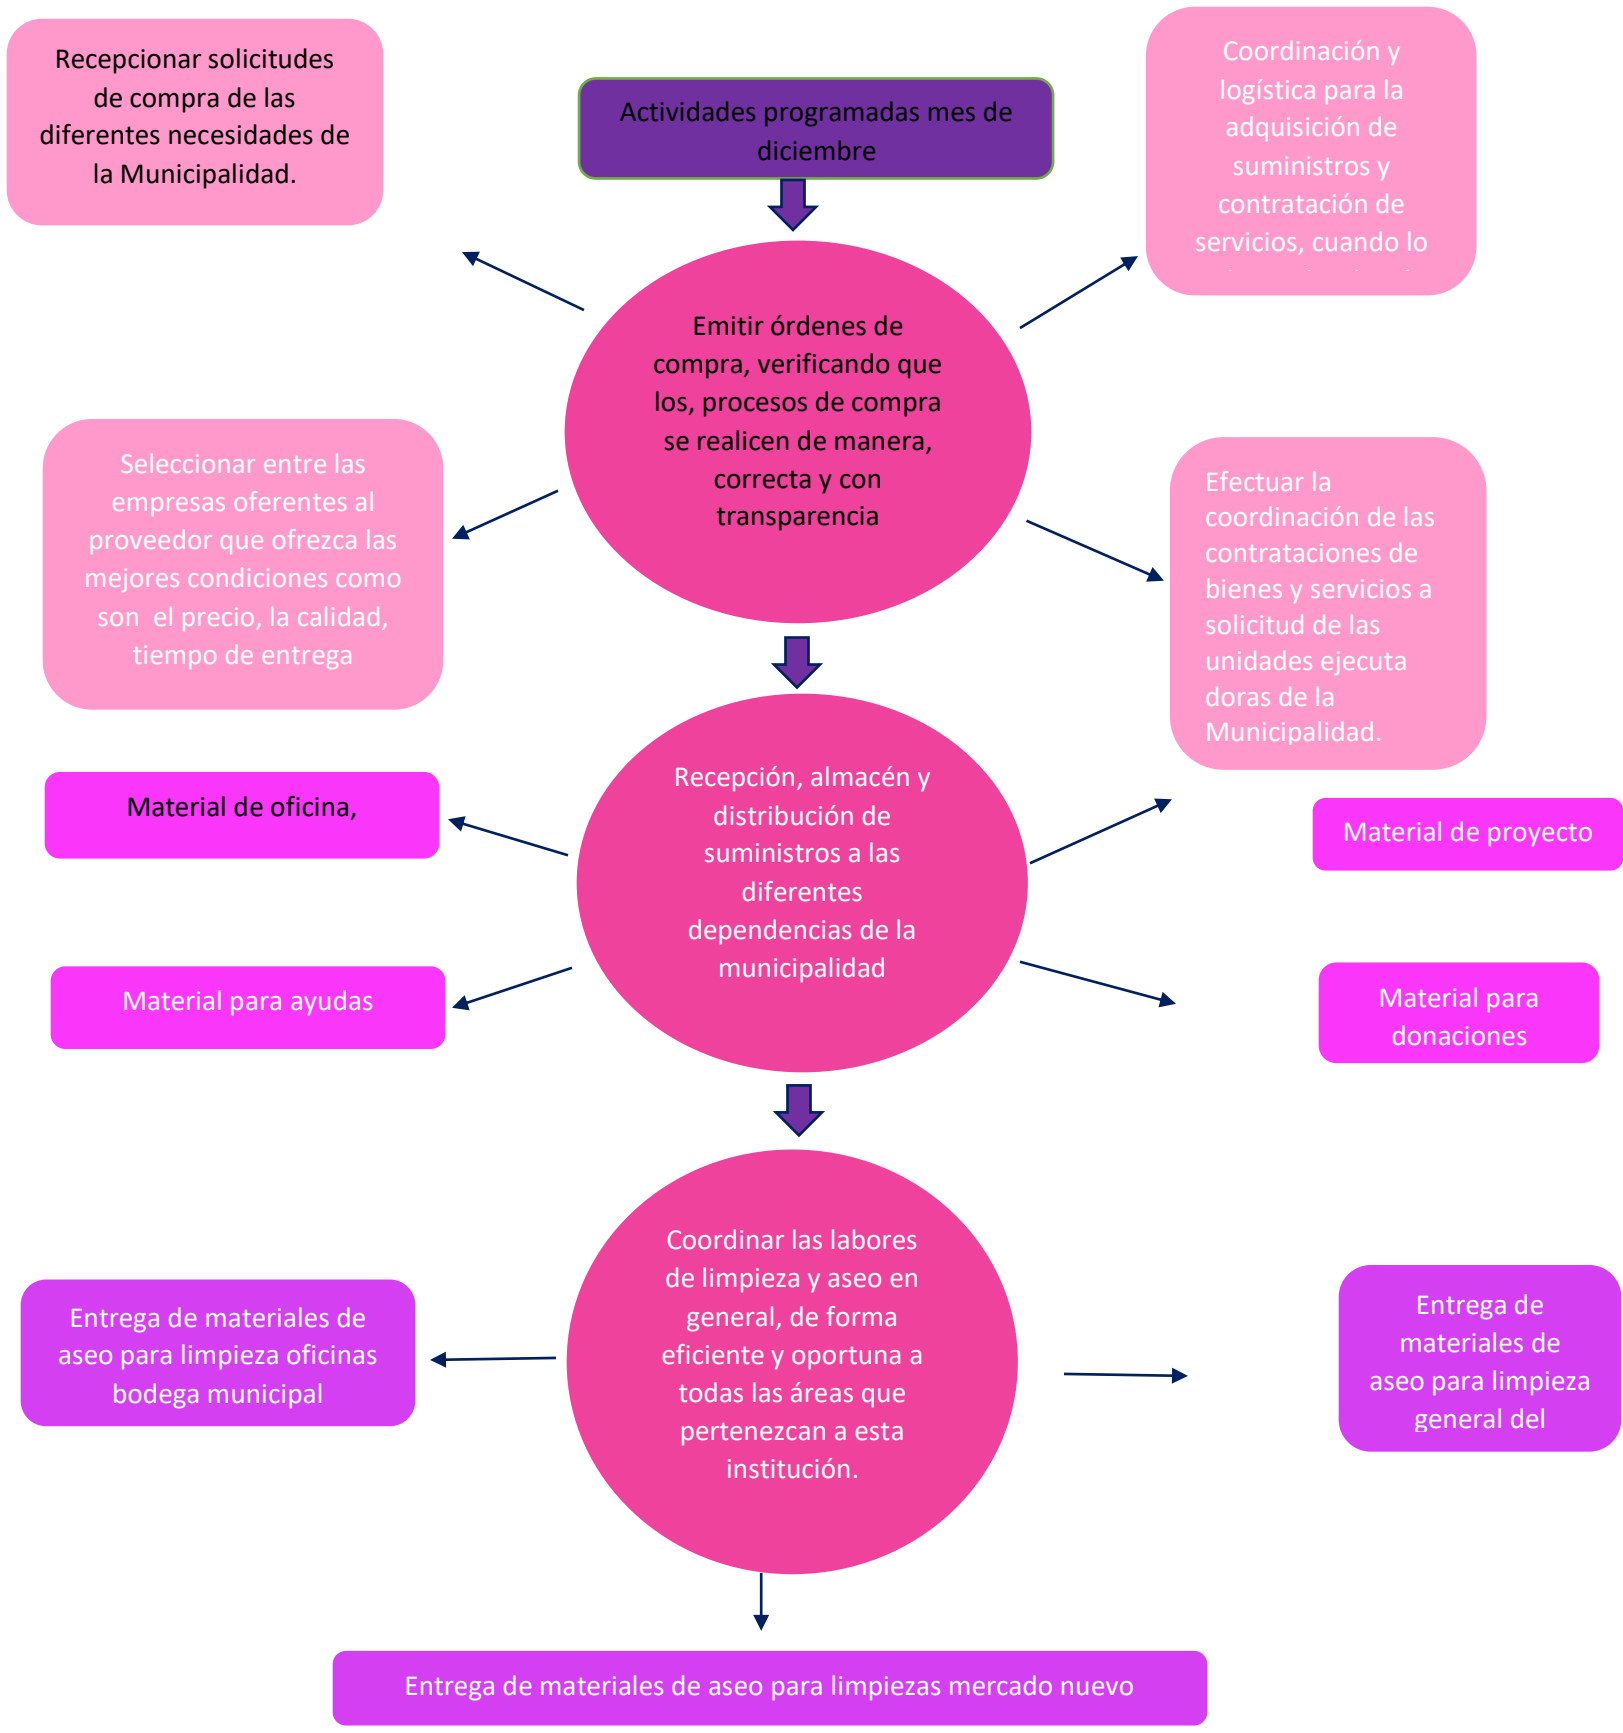 Recepcionar solicitudes
de compra de las
diferentes necesidades de
la Municipalidad.
Actividades programadas mes de
diciembre
Coordinación y
logística para la
adquisición de
suministros y
contratación de
servicios, cuando lo
Emitir órdenes de
compra, verificando que
los, procesos de compra
se realicen de manera,
correcta y con
transparencia
Seleccionar entre las
empresas oferentes al
proveedor que ofrezca las
mejores condiciones como
son  el precio, la calidad,
tiempo de entrega
Efectuar la
coordinación de las
contrataciones de
bienes y servicios a
solicitud de las
unidades ejecuta
doras de la
Municipalidad.
Recepción, almacén y
distribución de
suministros a las
diferentes
dependencias de la
municipalidad
Material de oficina,
Material de proyecto
Material para ayudas
Material para
donaciones
Coordinar las labores
de limpieza y aseo en
general, de forma
eficiente y oportuna a
todas las áreas que
pertenezcan a esta
institución.
Entrega de materiales de
aseo para limpieza oficinas
bodega municipal
Entrega de
materiales de
aseo para limpieza
general del
Entrega de materiales de aseo para limpiezas mercado nuevo